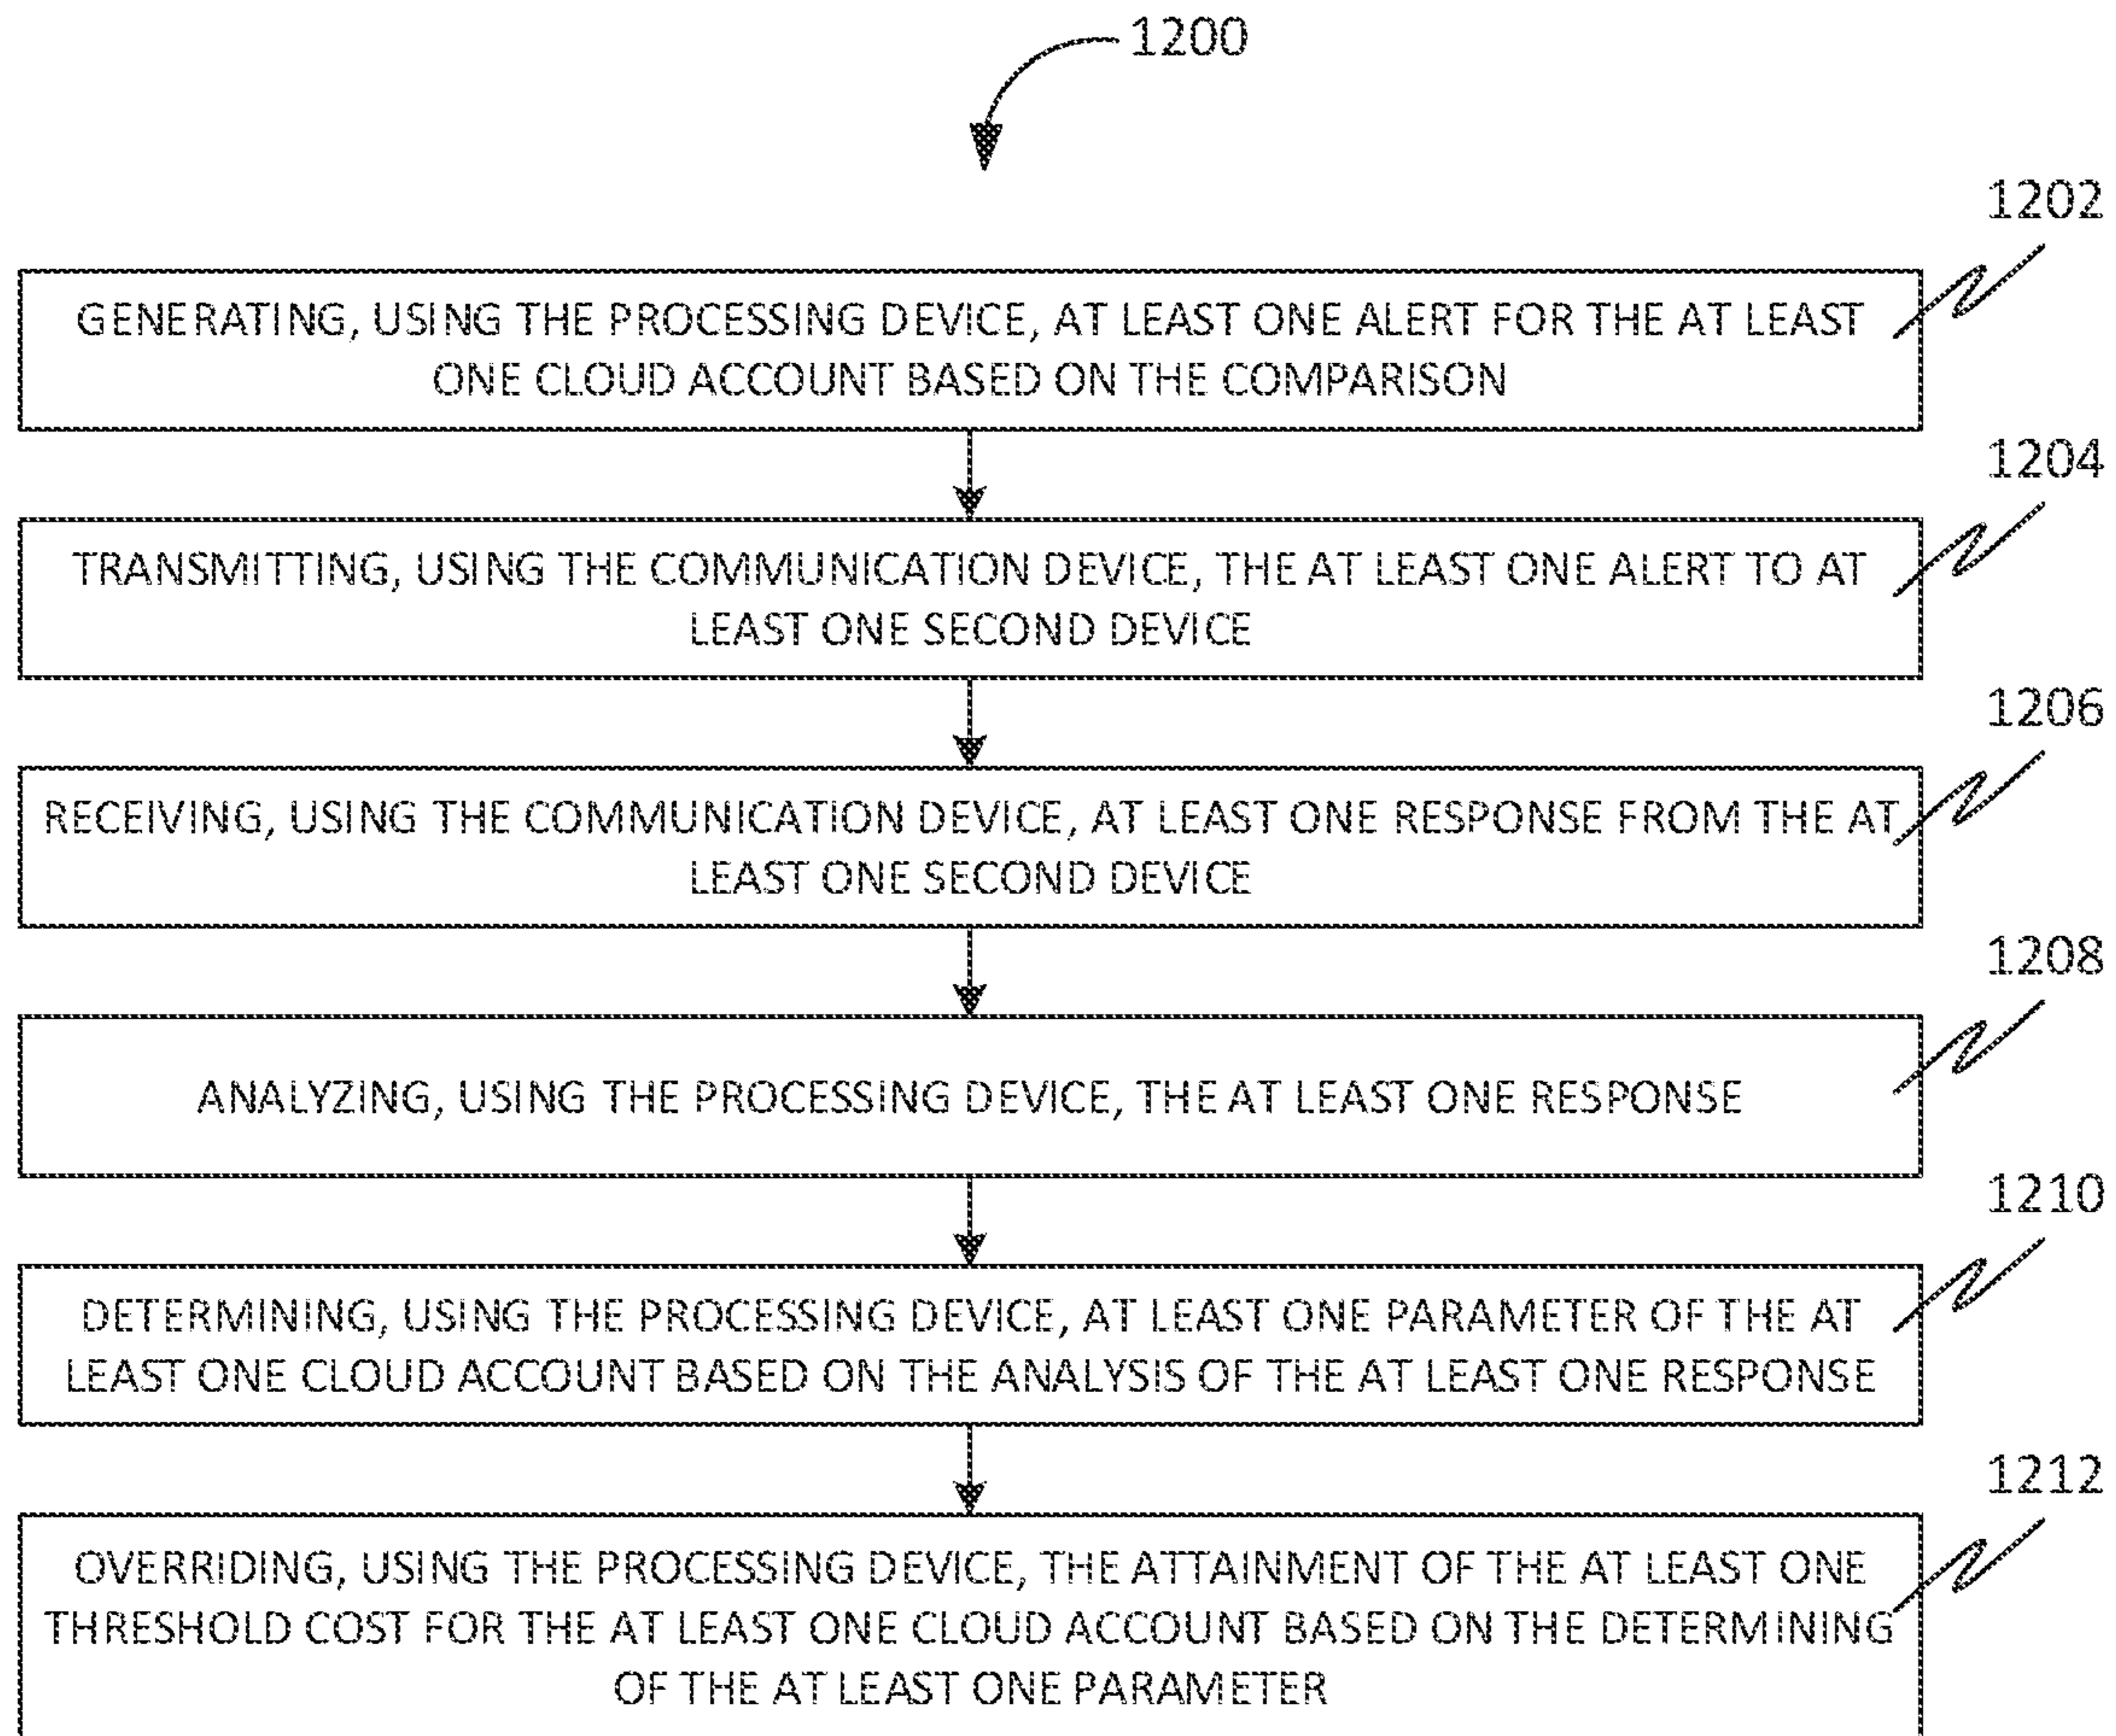 1200
1202
GENERATING, USING THE PROCESSING DEVICE, AT LEAST ONE ALERT FOR THE AT LEAST
ONE CLOUD ACCOUNT BASED ON THE COMPARISON
1204
TRANSMITTING, USING THE COMMUNICATION DEVICE, THE AT LEAST ONE ALERT TO AT
LEAST ONE SECOND DEVICE
1206
RECEIVING, USING THE COMMUNICATION DEVICE, AT LEAST ONE RESPONSE FROM THE AT
LEAST ONE SECOND DEVICE
1208
ANALYZING, USING THE PROCESSING DEVICE, THE AT LEAST ONE RESPONSE
1210
DETERMINING, USING THE PROCESSING DEVICE, AT LEAST ONE PARAMETER OF THE AT
LEAST ONE CLOUD ACCOUNT BASED ON THE ANALYSIS OF THE AT LEAST ONE RESPONSE
1212
OVERRIDING, USING THE PROCESSING DEVICE, THE ATTAINMENT OF THE AT LEAST ONE
THRESHOLD COST FOR THE AT LEAST ONE CLOUD ACCOUNT BASED ON THE DETERMINING
OF THE AT LEAST ONE PARAMETER